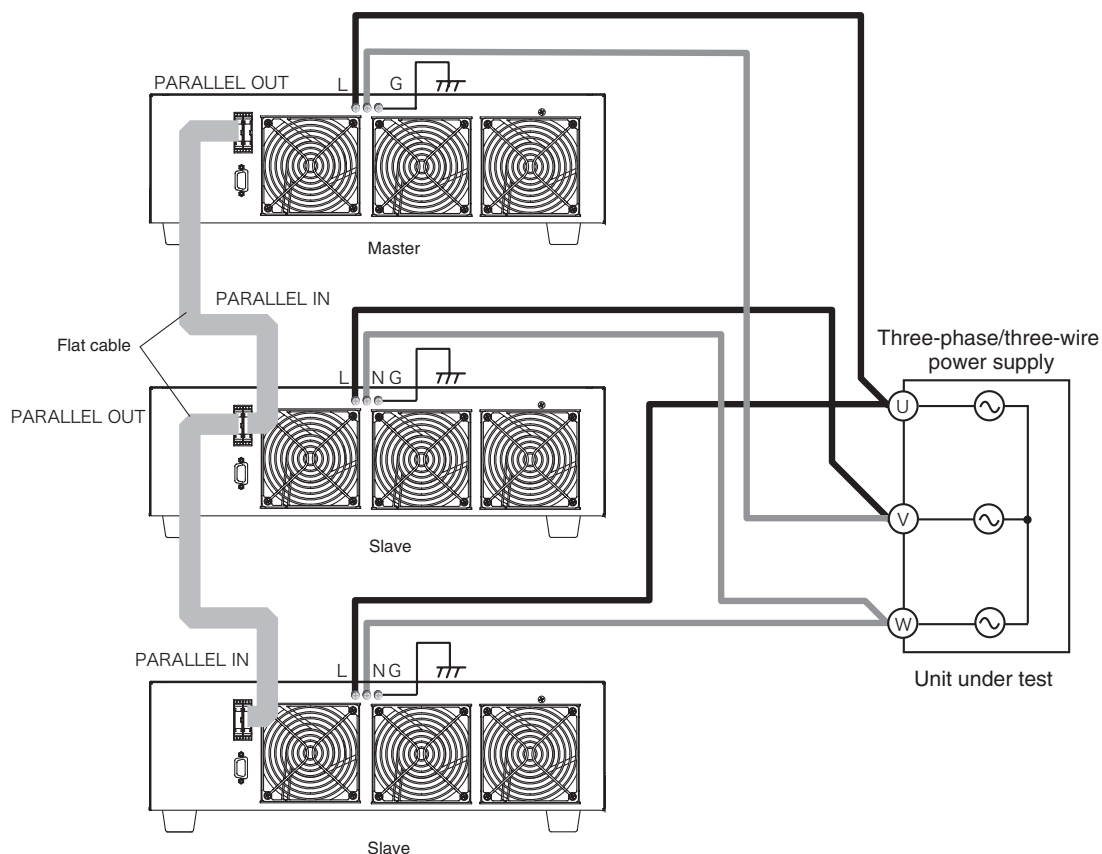 PARALLEL OUT
L
G
Master
PARALLEL IN
Flat cable
L
N G
PARALLEL OUT
Slave
Three-phase/three-wire
power supply
U
V
W
Unit under test
PARALLEL IN
L
N G
Slave